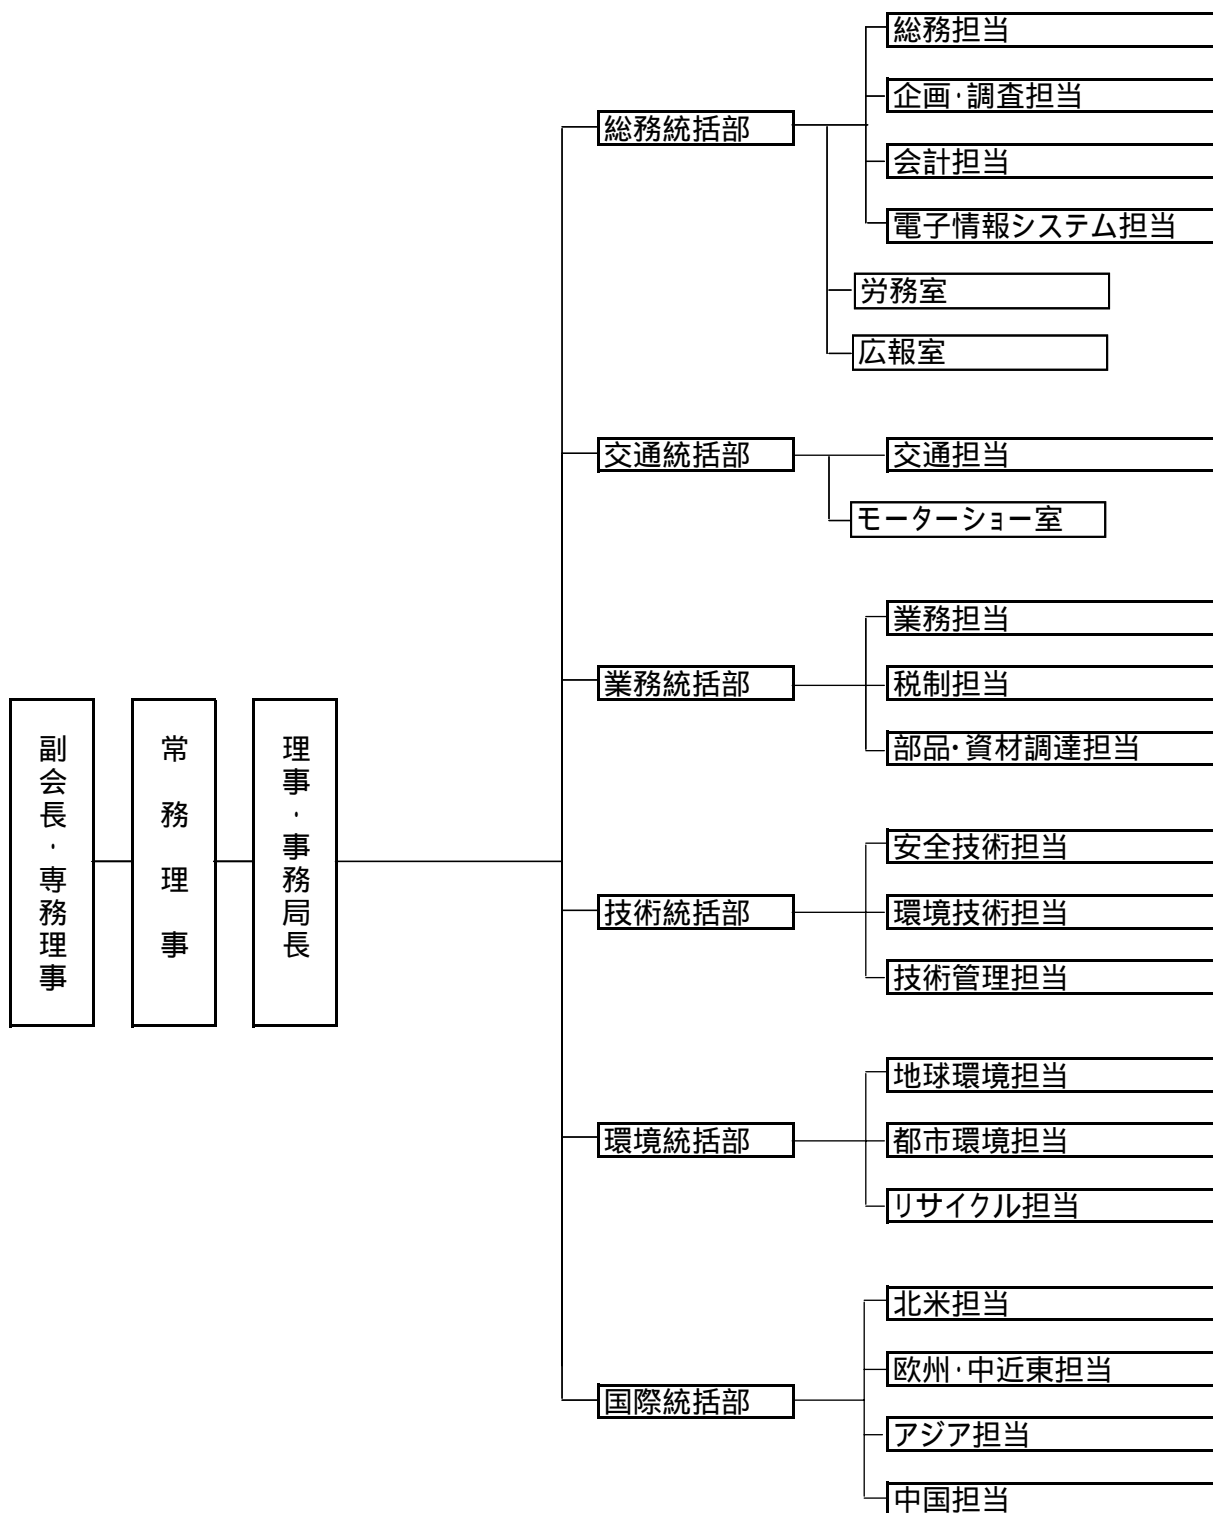 副会長・専務理事
常務理事
理事・事務局長
総務統括部
総務担当
企画・調査担当
会計担当
電子情報システム担当
労務室
広報室
交通統括部
交通担当
モーターショー室
業務統括部
業務担当
税制担当
部品・資材調達担当
技術統括部
安全技術担当
環境技術担当
技術管理担当
環境統括部
地球環境担当
都市環境担当
リサイクル担当
国際統括部
北米担当
欧州・中近東担当
アジア担当
中国担当